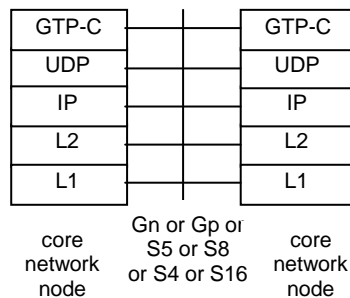 GTP-C GTP-C
UDP UDP
IP IP
L2 L2
L1 L1
core network node
Gn or Gp or
S5 or S8
or S4 or S16
core network node